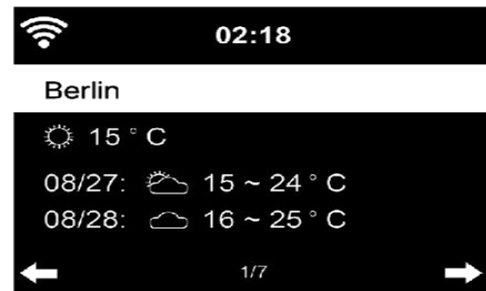 02:18
Berlin
15 ° C
08/27: 15 ~ 24 ° C
08/28: 16 ~ 25 ° C
1/7